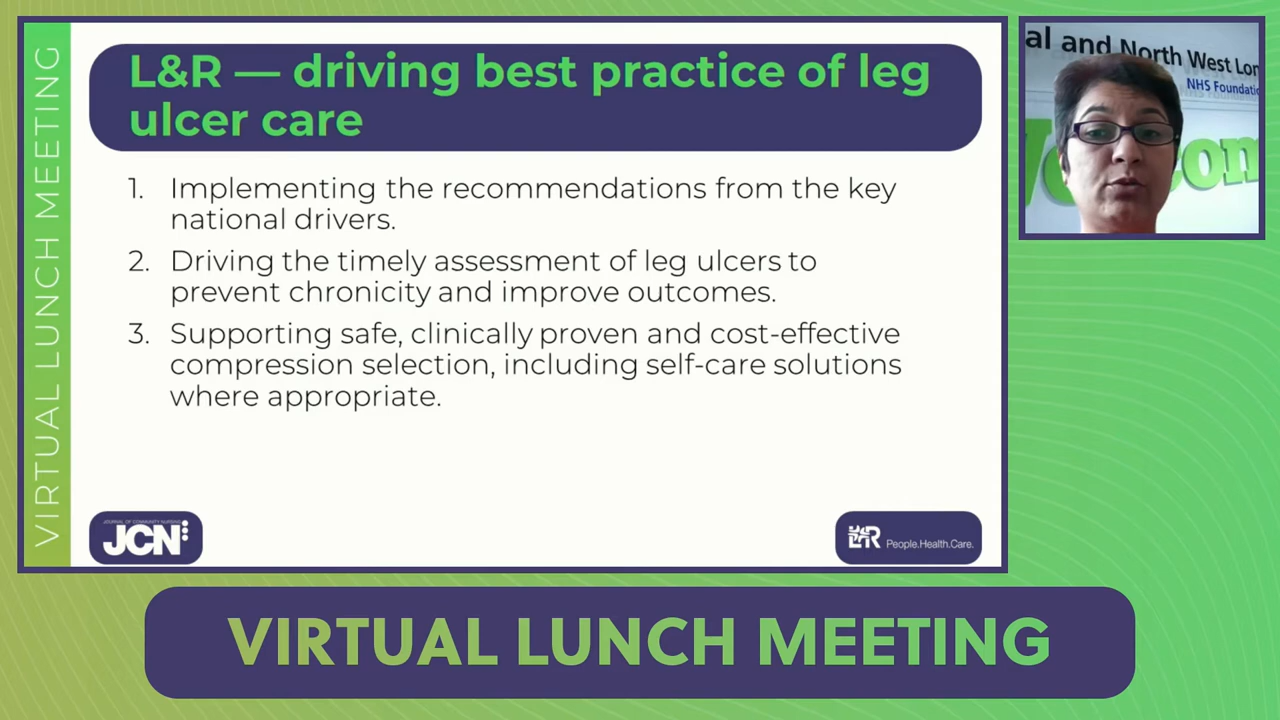 VIRTUAL LUNCH MEETING
L&R — driving best practice of leg
ulcer care
1. Implementing the recommendations from the key
national drivers.
2. Driving the timely assessment of leg ulcers to
prevent chronicity and improve outcomes.
3. Supporting safe, clinically proven and cost-effective
compression selection, including self-care solutions
where appropriate.
JOURNAL OF COMMUNITY NURSING
JCN
L&R People.Health.Care.
al and North West Lon
NHS Foundatio
VIRTUAL LUNCH MEETING